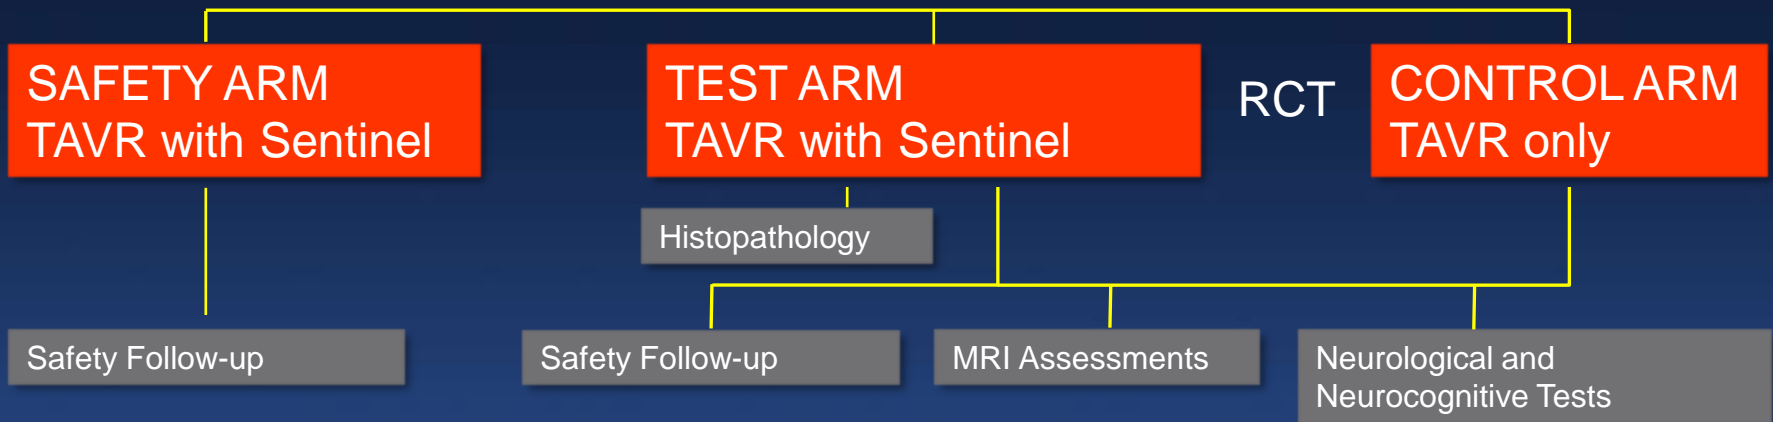 SAFETY ARM
TAVR with Sentinel
TEST ARM
TAVR with Sentinel
RCT
CONTROL ARM
TAVR only
Histopathology
Safety Follow-up
Safety Follow-up
MRI Assessments
Neurological and
Neurocognitive Tests